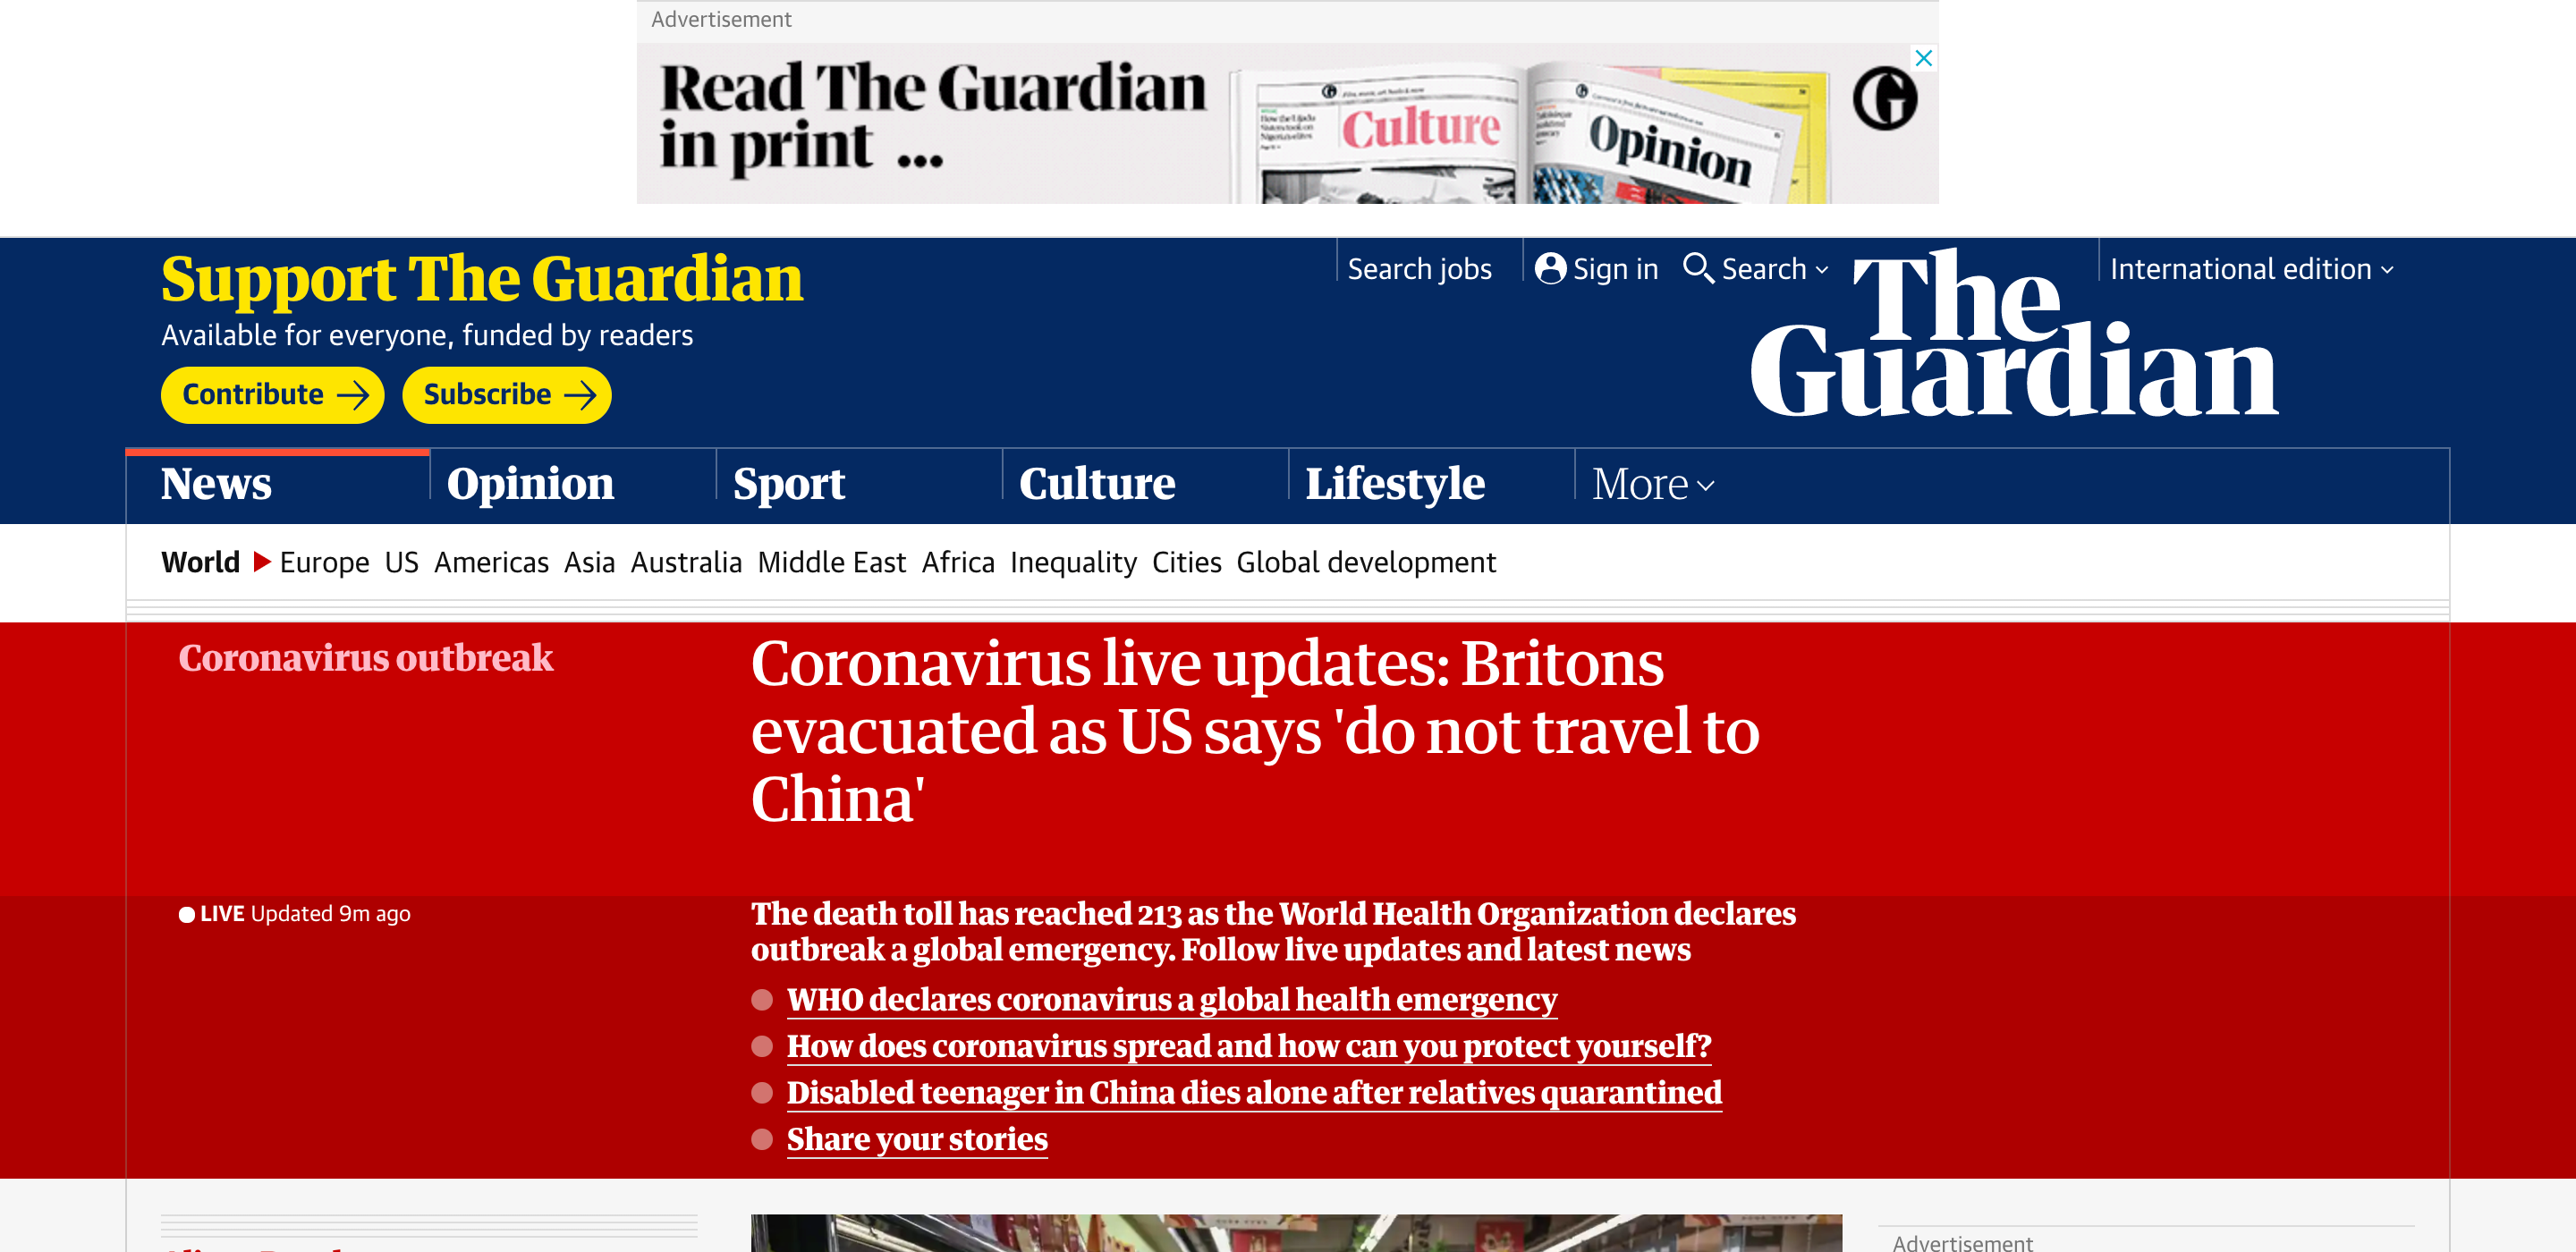 Advertisement
Read The Guardian
in print ...
Culture
Opinion
Support The Guardian
Available for everyone, funded by readers
Contribute
Subscribe
Search jobs
Sign in
Search
International edition
The
Guardian
News
Opinion
Sport
Culture
Lifestyle
More
World Europe US Americas Asia Australia Middle East Africa Inequality Cities Global development
Coronavirus outbreak
Coronavirus live updates: Britons
evacuated as US says 'do not travel to
China'
LIVE Updated 9m ago
The death toll has reached 213 as the World Health Organization declares
outbreak a global emergency. Follow live updates and latest news
WHO declares coronavirus a global health emergency
How does coronavirus spread and how can you protect yourself?
Disabled teenager in China dies alone after relatives quarantined
Share your stories
Advertisement